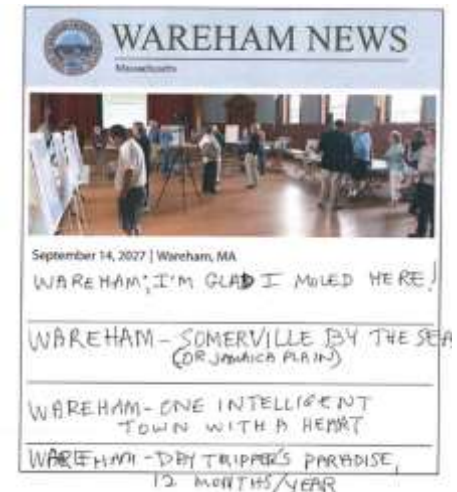 WAREHAM NEWS
Massachusetts
September 14, 2027 | Wareham, MA
WAREHAM; I'M GLAD I MOVED HERE!
WAREHAM - SOMERVILLE BY THE SEA
(OR JAMAICA PLAIN)
WAREHAM - ONE INTELLIGENT
TOWN WITH A HEART
WAREHAM - DAY TRIPPER'S PARADISE,
12 MONTHS/YEAR